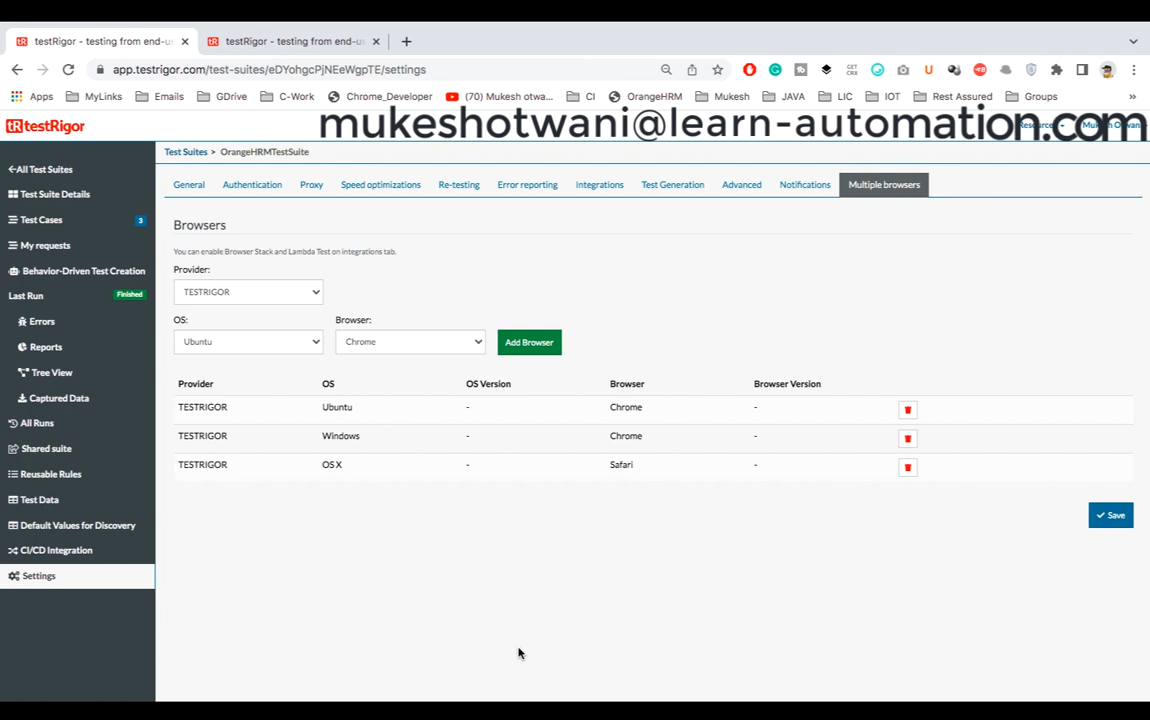 testRigor - testing from end-us
testRigor - testing from end-us
app.testrigor.com/test-suites/eDYohgcPjNEeWgpTE/settings
Apps MyLinks Emails GDrive C-Work Chrome_Developer (70) Mukesh otwa... CI OrangeHRM Mukesh JAVA LIC IOT Rest Assured Groups »
tR testRigor
mukeshotwani@learn-automation.com
All Test Suites
Test Suite Details
Test Cases 3
My requests
Behavior-Driven Test Creation
Last Run Finished
Errors
Reports
Tree View
Captured Data
All Runs
Shared suite
Reusable Rules
Test Data
Default Values for Discovery
CI/CD Integration
Settings
Test Suites > OrangeHRMTestSuite
General Authentication Proxy Speed optimizations Re-testing Error reporting Integrations Test Generation Advanced Notifications Multiple browsers
Browsers
You can enable Browser Stack and Lambda Test on integrations tab.
Provider:
TESTRIGOR
OS: Browser:
Ubuntu Chrome Add Browser
Provider OS OS Version Browser Browser Version
TESTRIGOR Ubuntu - Chrome -
TESTRIGOR Windows - Chrome -
TESTRIGOR OS X - Safari -
Save